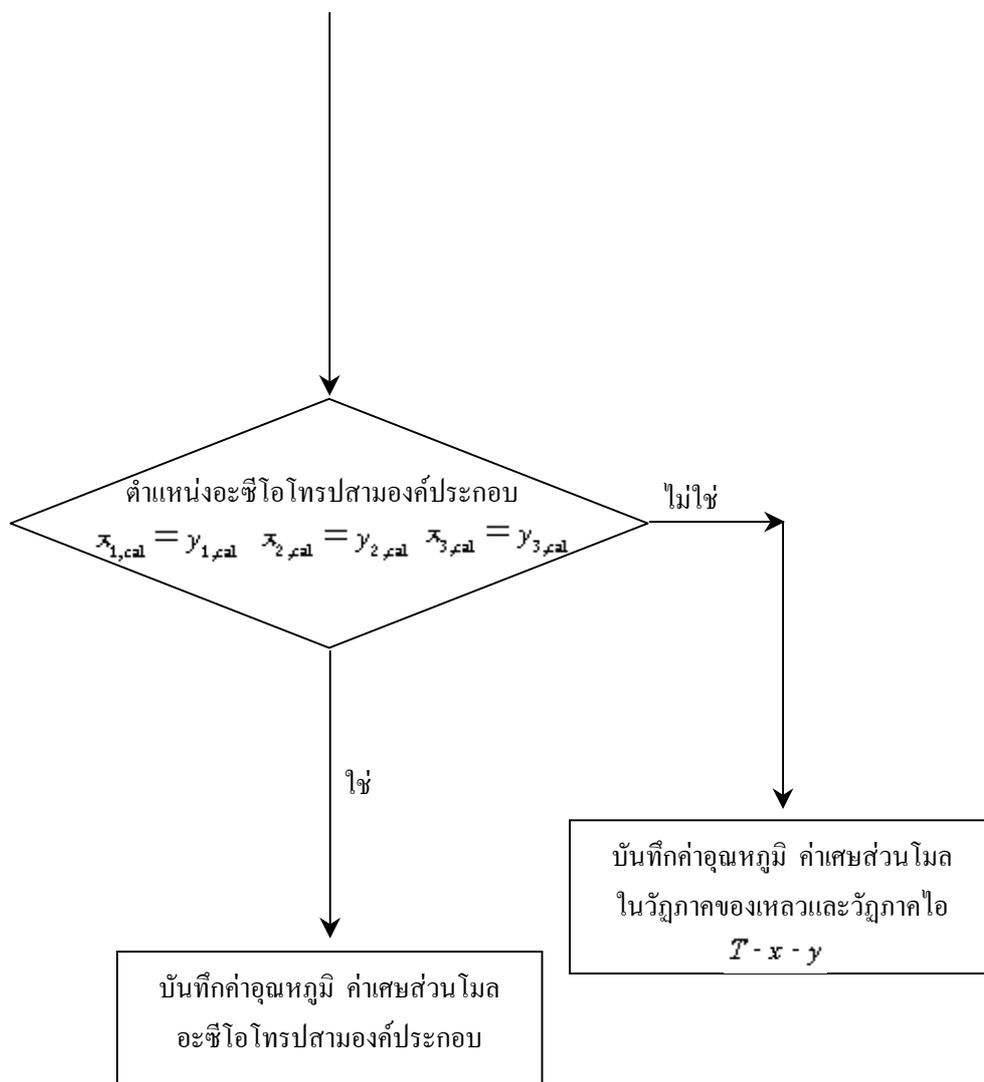 ตำแหน่งอะซีโอโทรปสามองค์ประกอบ
x1,cal = y1,cal x2,cal = y2,cal x3,cal = y3,cal
ไม่ใช่
ใช่
บันทึกค่าอุณหภูมิ ค่าเศษส่วนโมล
ในวัฏภาคของเหลวและวัฏภาคไอ
T - x - y
บันทึกค่าอุณหภูมิ ค่าเศษส่วนโมล
อะซีโอโทรปสามองค์ประกอบ